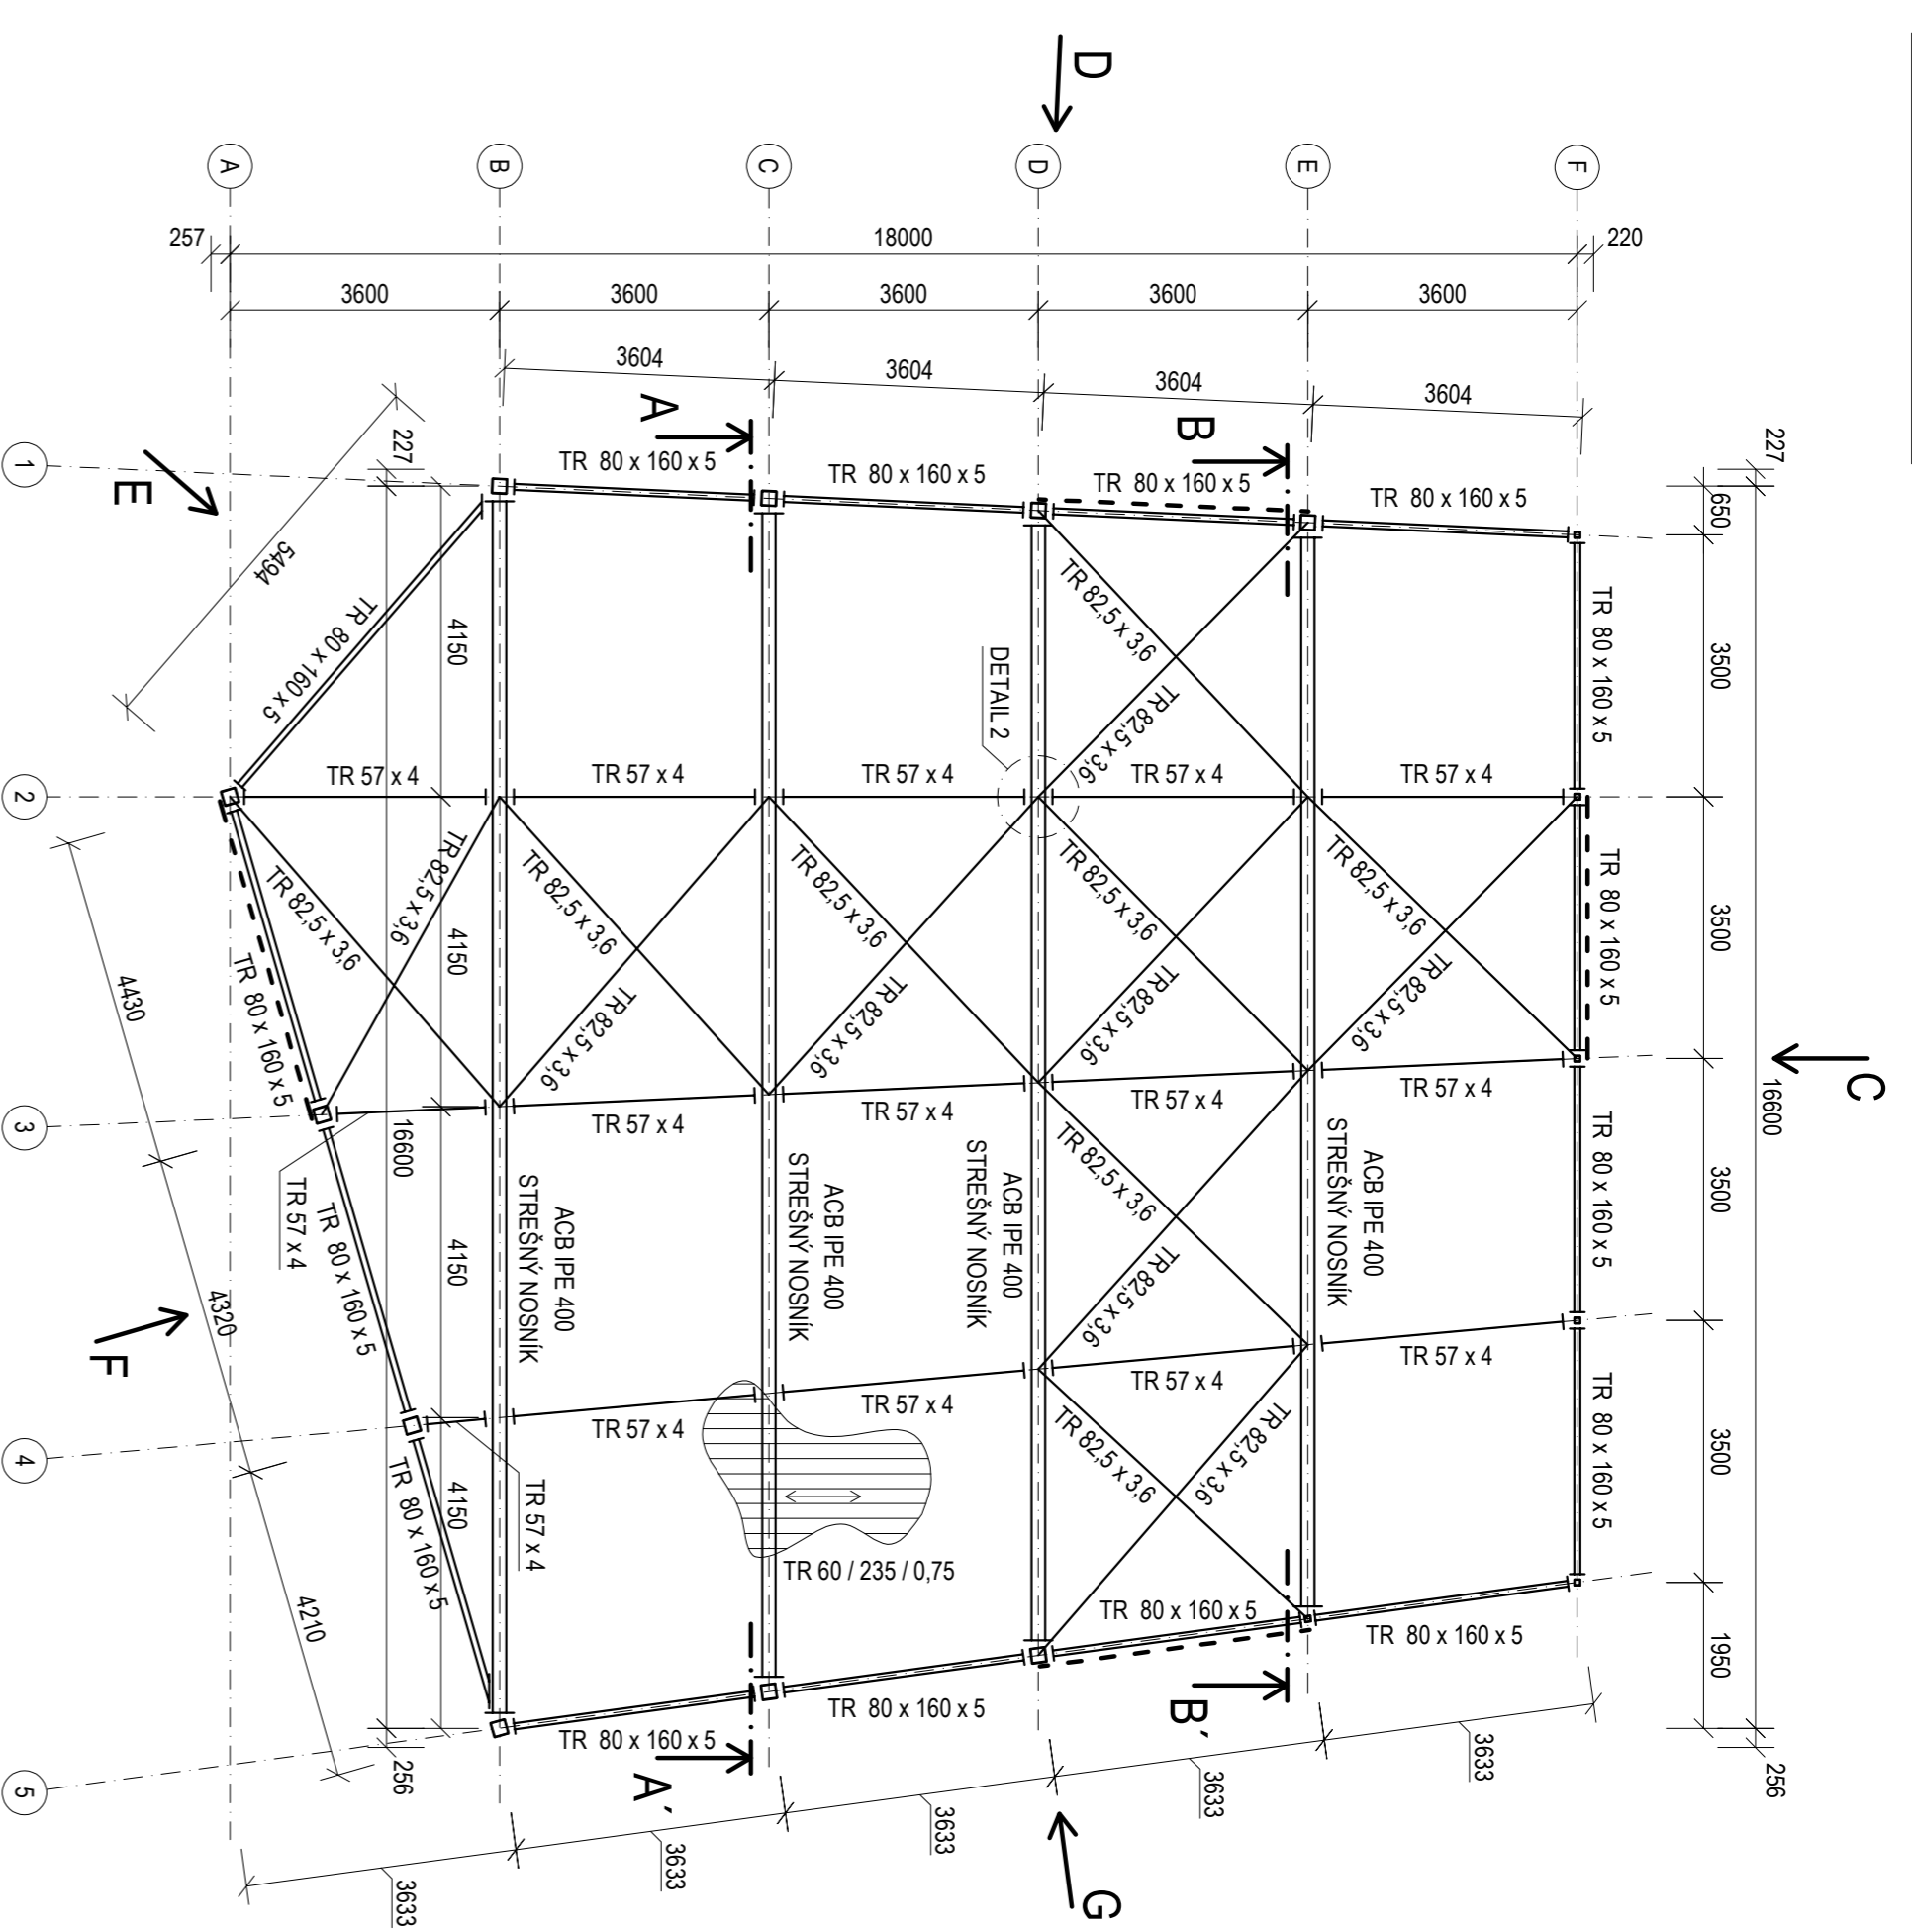 D
A
B
C
D
E
F
257
18000
220
3600
3600
3600
3600
3600
3604
3604
3604
3604
227
A
B
1
E
TR 80 x 160 x 5
TR 80 x 160 x 5
TR 80 x 160 x 5
TR 80 x 160 x 5
227
650
5494
TR 80 x 160 x 5
4150
TR 82,5 x 3,6
TR 82,5 x 3,6
DETAIL 2
TR 80 x 160 x 5
3500
2
TR 57 x 4
TR 57 x 4
TR 57 x 4
TR 57 x 4
TR 57 x 4
TR 82,5 x 3,6
TR 82,5 x 3,6
TR 82,5 x 3,6
TR 82,5 x 3,6
TR 82,5 x 3,6
TR 82,5 x 3,6
TR 80 x 160 x 5
3500
4150
4430
TR 80 x 160 x 5
TR 82,5 x 3,6
TR 82,5 x 3,6
TR 82,5 x 3,6
TR 82,5 x 3,6
C
16600
3
16600
TR 57 x 4
TR 57 x 4
TR 57 x 4
TR 57 x 4
TR 57 x 4
ACB IPE 400
STREŠNÝ NOSNÍK
ACB IPE 400
STREŠNÝ NOSNÍK
ACB IPE 400
STREŠNÝ NOSNÍK
ACB IPE 400
STREŠNÝ NOSNÍK
TR 82,5 x 3,6
TR 82,5 x 3,6
TR 80 x 160 x 5
3500
4150
TR 80 x 160 x 5
4320
F
4
TR 57 x 4
TR 57 x 4
TR 57 x 4
TR 57 x 4
TR 57 x 4
TR 82,5 x 3,6
TR 82,5 x 3,6
TR 80 x 160 x 5
3500
4150
TR 80 x 160 x 5
4210
TR 60 / 235 / 0,75
TR 80 x 160 x 5
TR 80 x 160 x 5
TR 80 x 160 x 5
TR 80 x 160 x 5
1950
B´
A´
256
256
5
G
3633
3633
3633
3633
3633